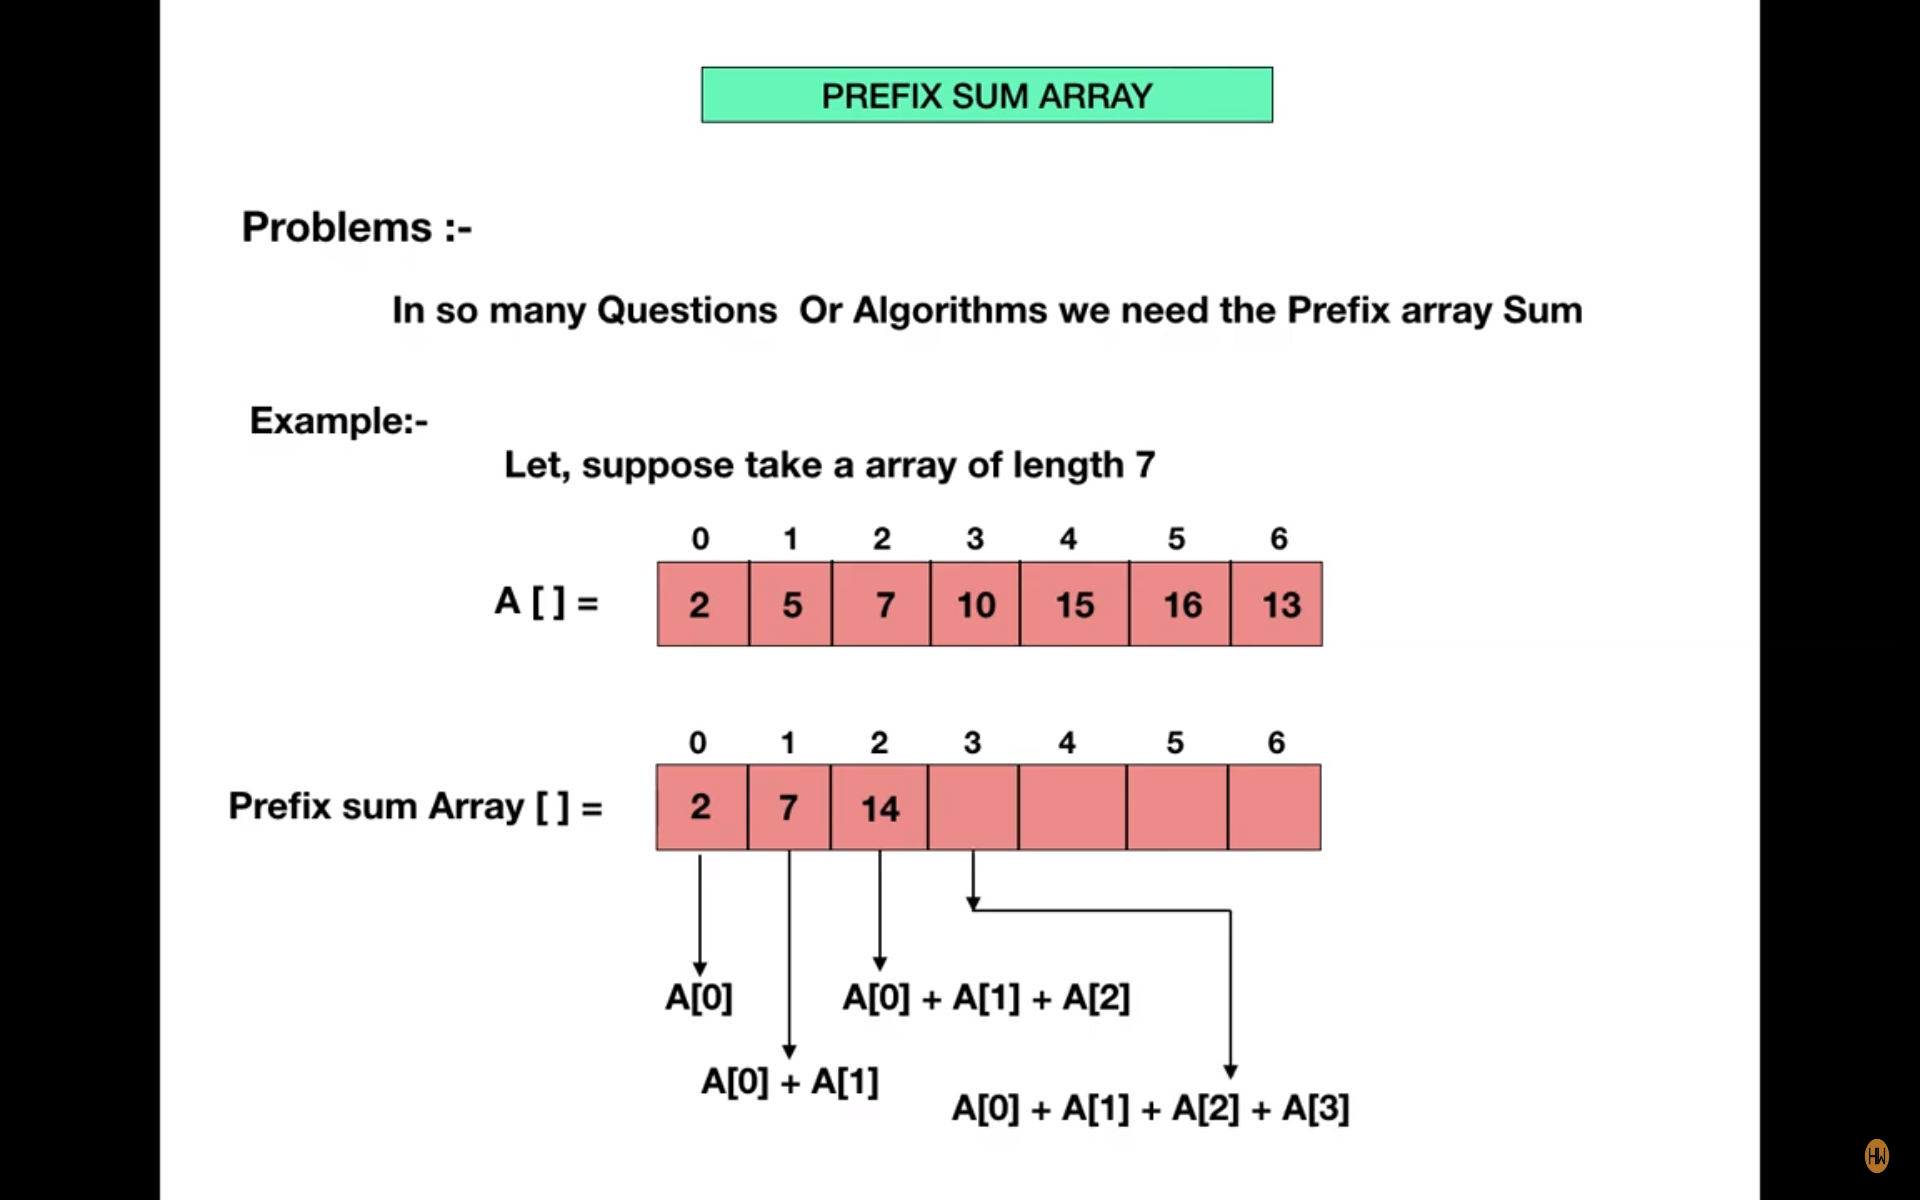 PREFIX SUM ARRAY
Problems :-
In so many Questions Or Algorithms we need the Prefix array Sum
Example:-
Let, suppose take a array of length 7
0 1 2 3 4 5 6
A [ ] = 2 5 7 10 15 16 13
0 1 2 3 4 5 6
Prefix sum Array [ ] = 2 7 14
A[0] A[0] + A[1] + A[2]
A[0] + A[1]
A[0] + A[1] + A[2] + A[3]
HW